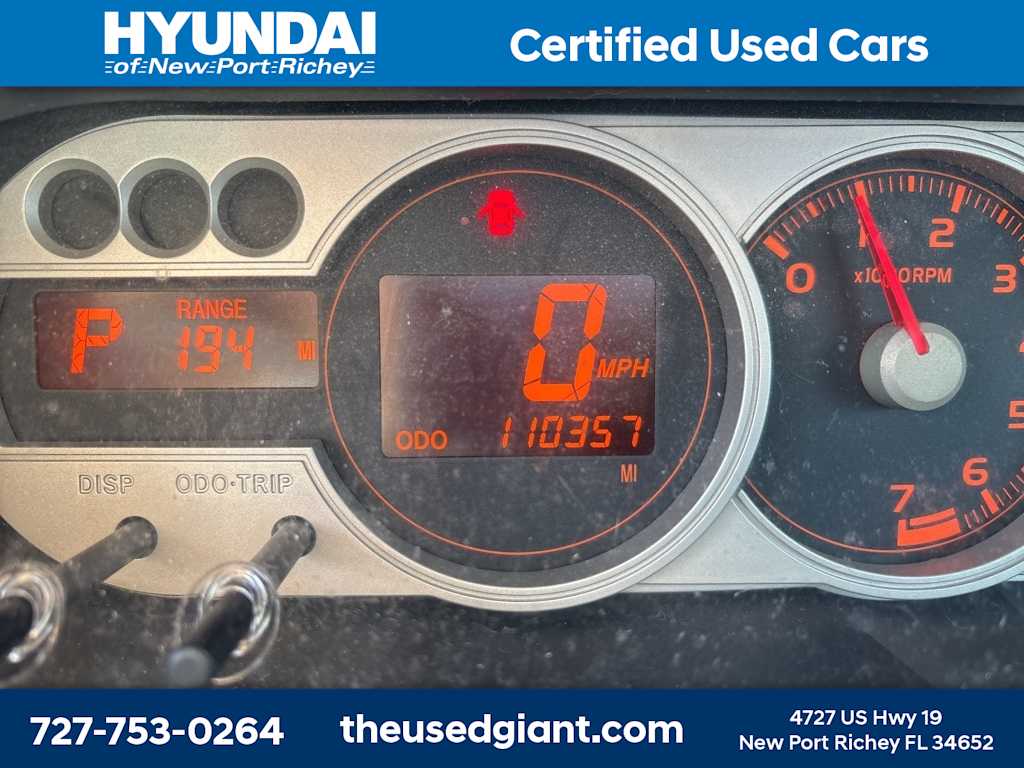 HYUNDAI
of New Port Richey
Certified Used Cars
RANGE
P 194 MI
0 MPH
ODO 110357
MI
DISP ODO·TRIP
0 1 2 3 4 5 6 7
x1000RPM
727-753-0264
theusedgiant.com
4727 US Hwy 19
New Port Richey FL 34652